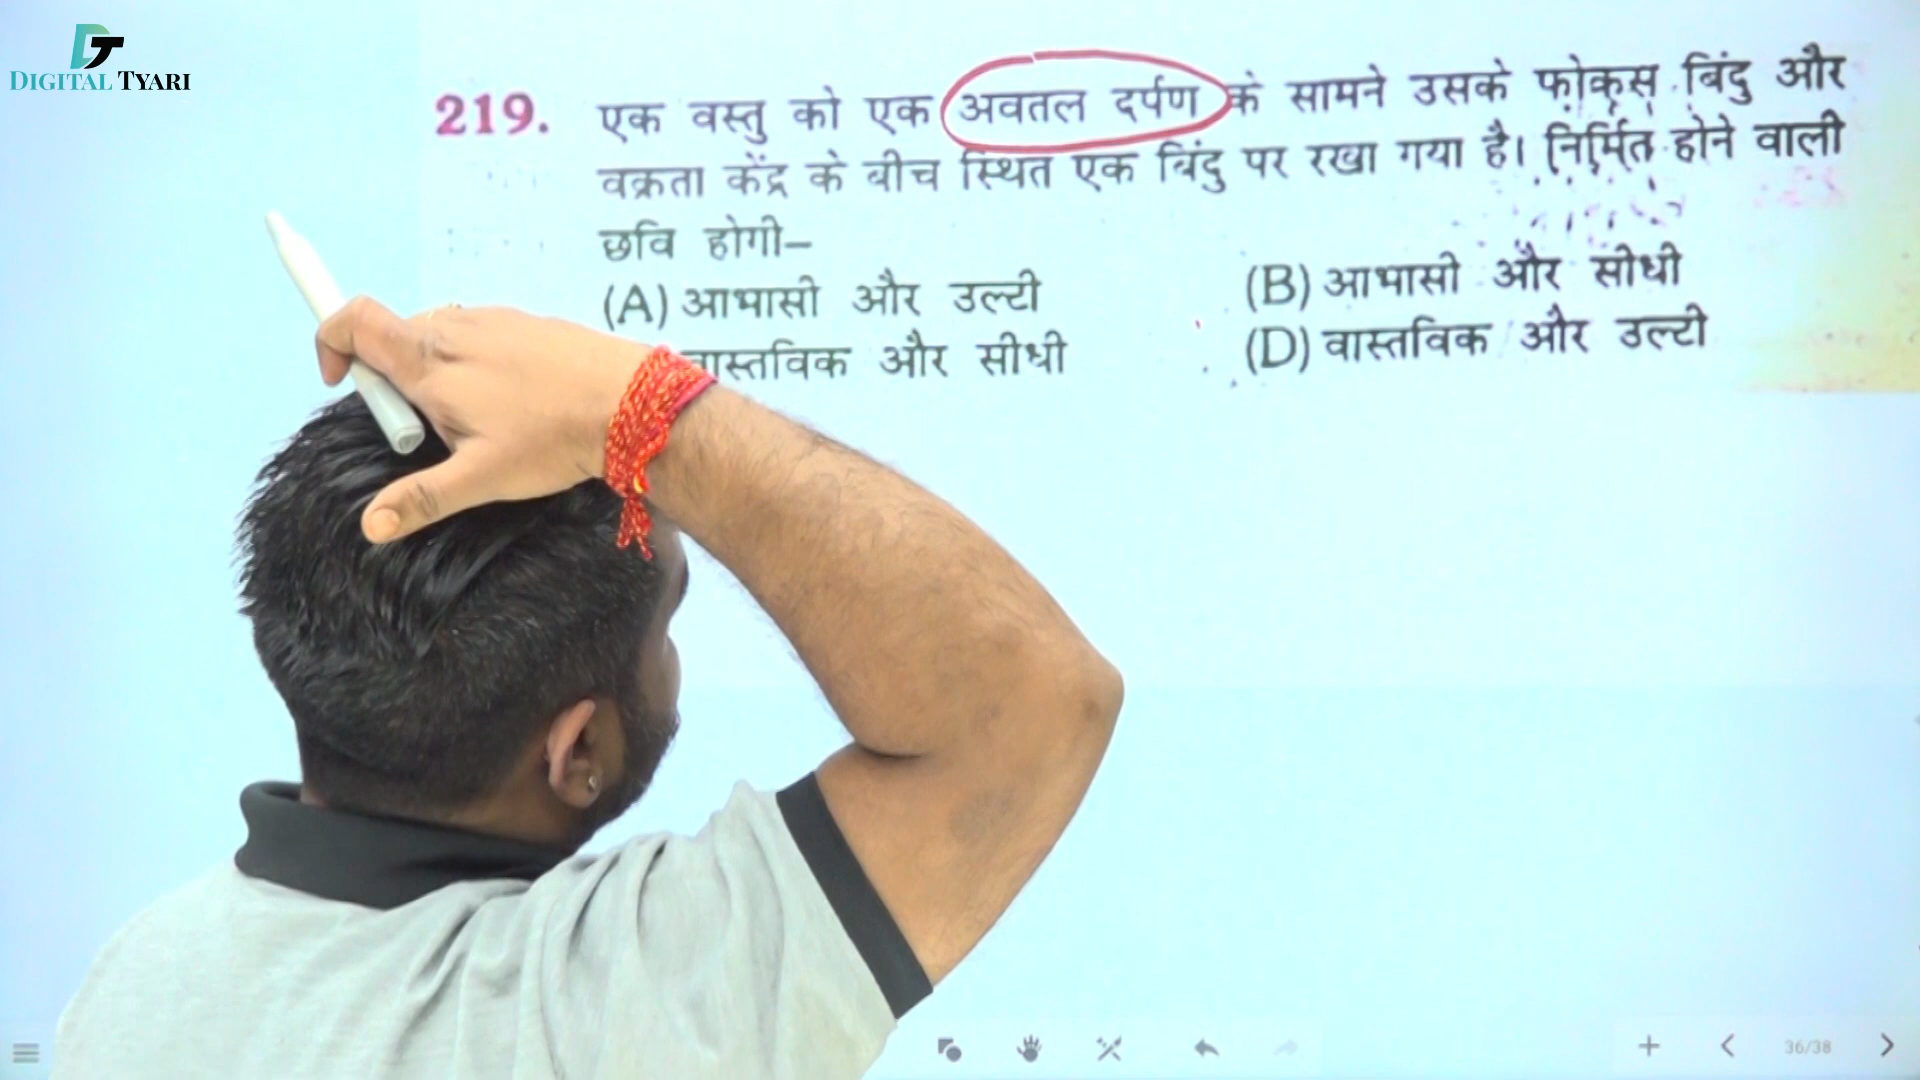 DIGITAL TYARI
219. एक वस्तु को एक अवतल दर्पण के सामने उसके फोकस बिंदु और
वक्रता केंद्र के बीच स्थित एक बिंदु पर रखा गया है। निर्मित होने वाली
छवि होगी–
(A) आभासी और उल्टी (B) आभासी और सीधी
वास्तविक और सीधी (D) वास्तविक और उल्टी
36/38